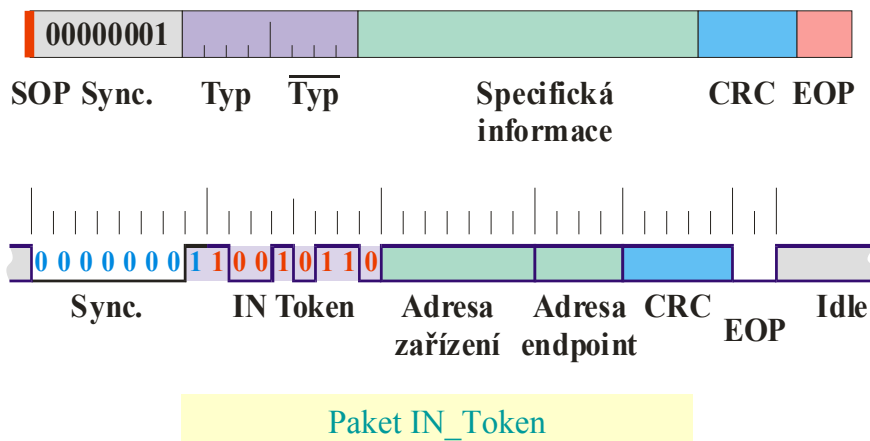 00000001
SOP Sync. Typ Typ Specifická informace CRC EOP
0 0 0 0 0 0 0 1 1 0 0 1 0 1 1 0
Sync. IN Token Adresa zařízení Adresa endpoint CRC EOP Idle
Paket IN_Token